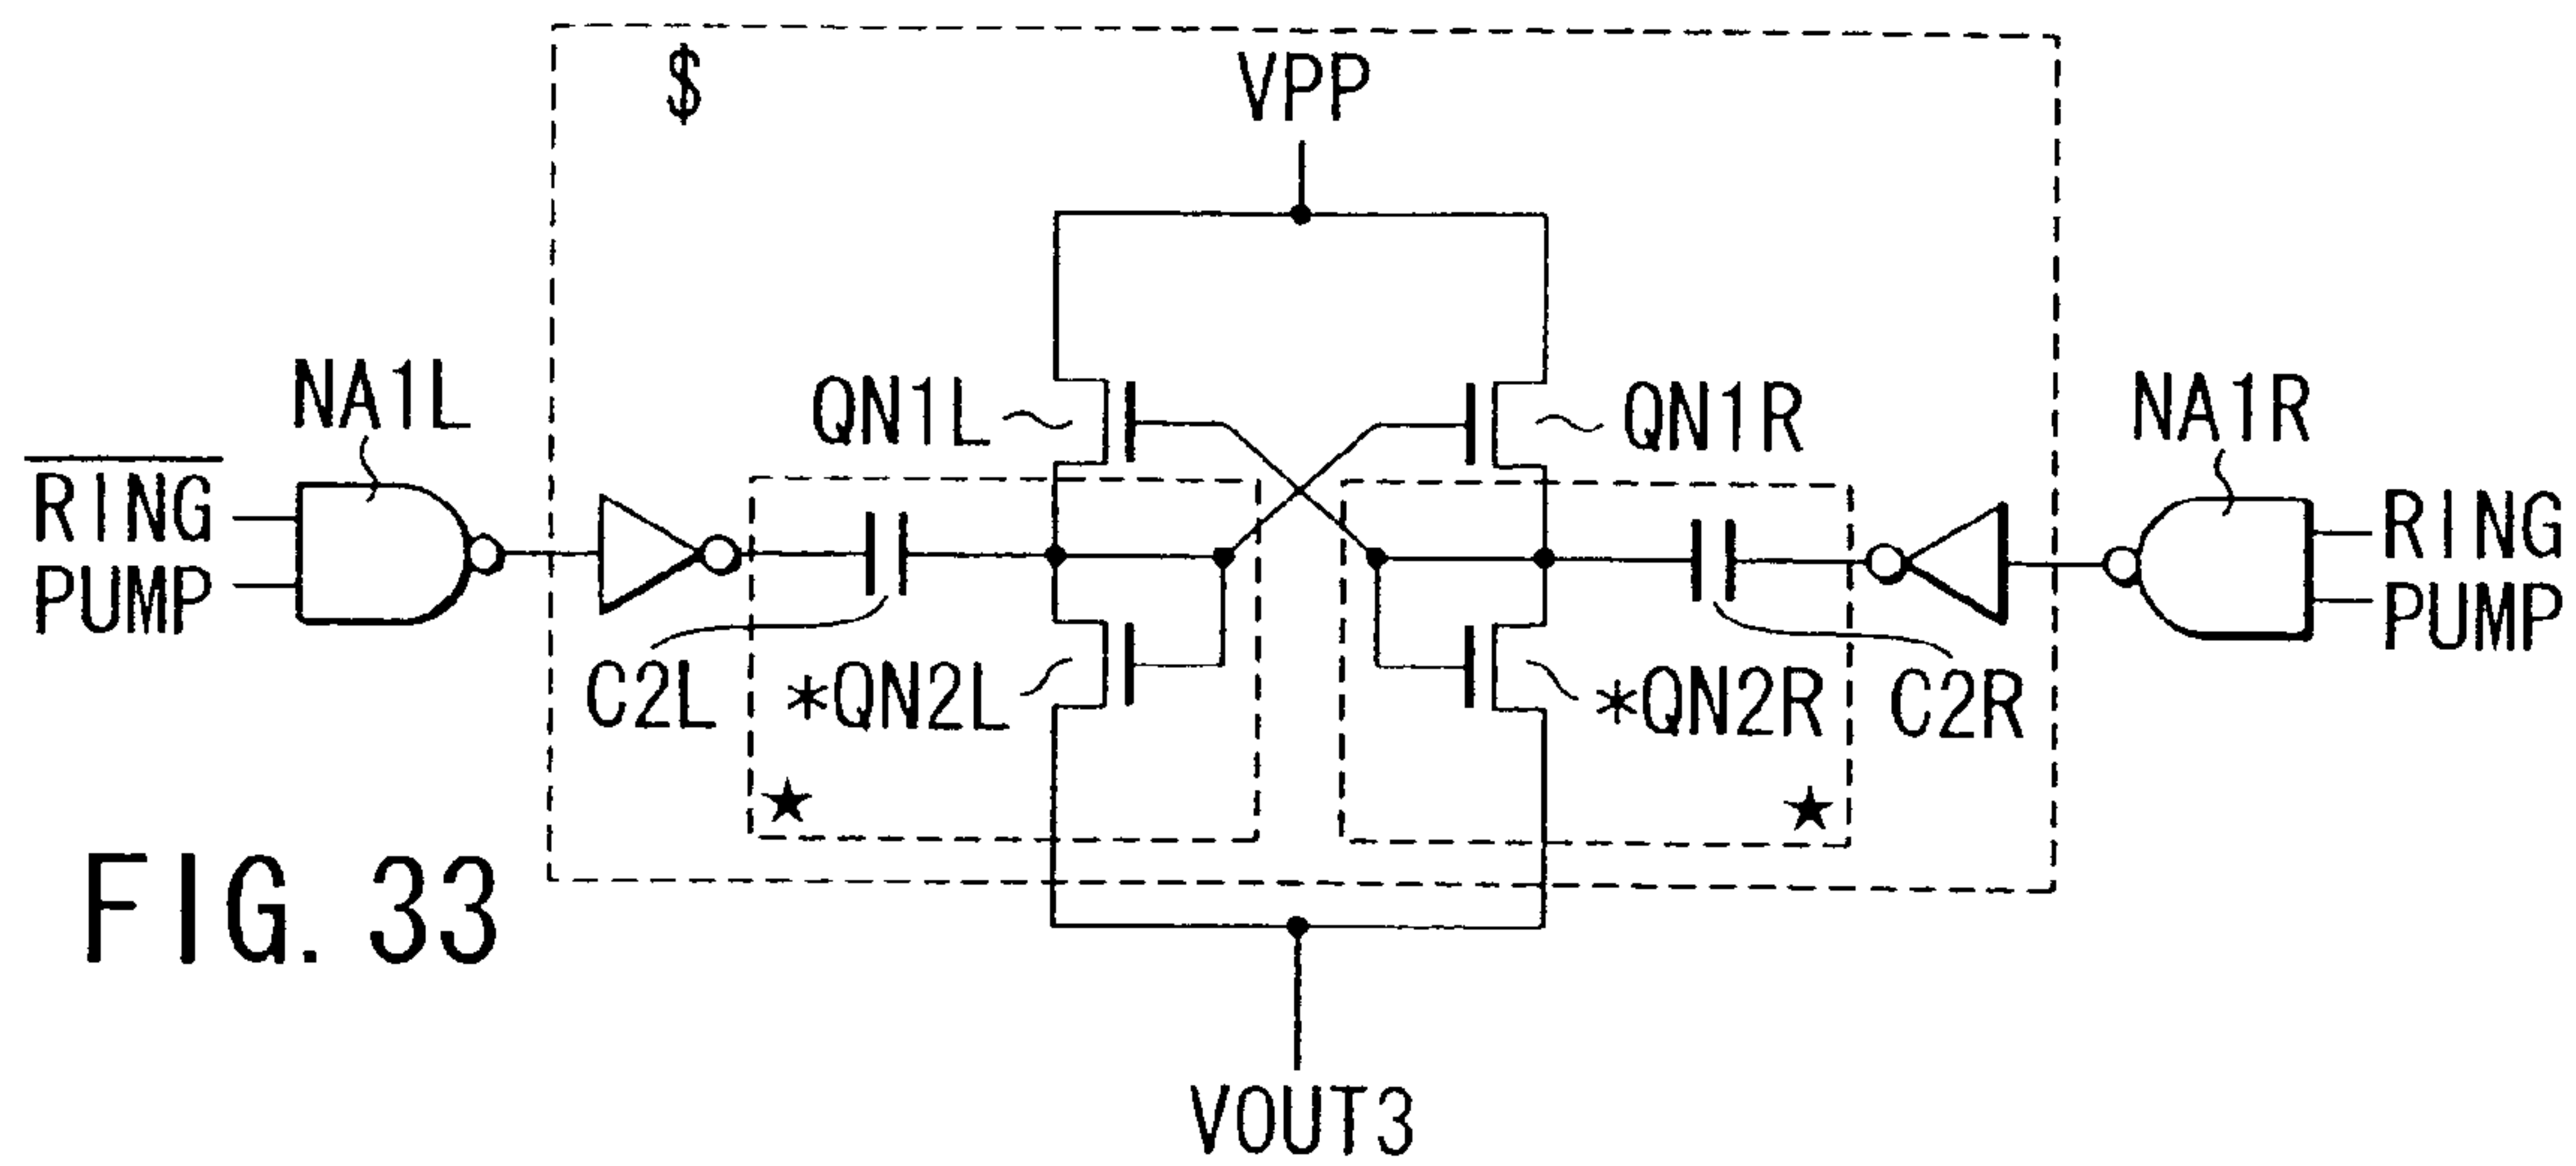 $
VPP
NA1L
QN1L
QN1R
NA1R
RING
PUMP
RING
PUMP
C2L
*QN2L
*QN2R
C2R
★
★
FIG. 33
VOUT3